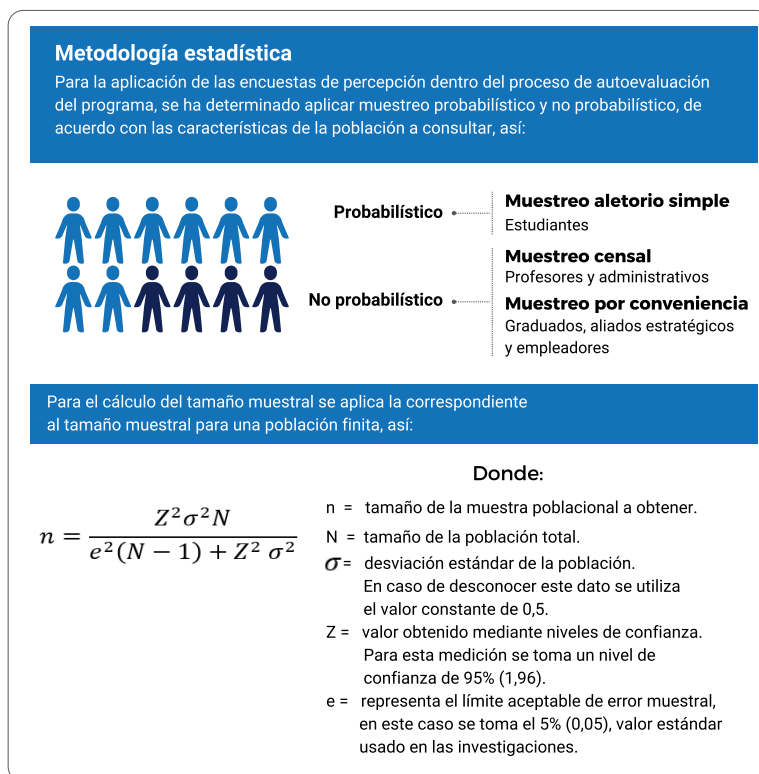 Metodología estadística
Para la aplicación de las encuestas de percepción dentro del proceso de autoevaluación
del programa, se ha determinado aplicar muestreo probabilístico y no probabilístico, de
acuerdo con las características de la población a consultar, así:
Probabilístico
Muestreo aletorio simple
Estudiantes
No probabilístico
Muestreo censal
Profesores y administrativos
Muestreo por conveniencia
Graduados, aliados estratégicos
y empleadores
Para el cálculo del tamaño muestral se aplica la correspondiente
al tamaño muestral para una población finita, así:
n = Z²σ²N / e²(N − 1) + Z² σ²
Donde:
n = tamaño de la muestra poblacional a obtener.
N = tamaño de la población total.
σ = desviación estándar de la población.
En caso de desconocer este dato se utiliza
el valor constante de 0,5.
Z = valor obtenido mediante niveles de confianza.
Para esta medición se toma un nivel de
confianza de 95% (1,96).
e = representa el límite aceptable de error muestral,
en este caso se toma el 5% (0,05), valor estándar
usado en las investigaciones.